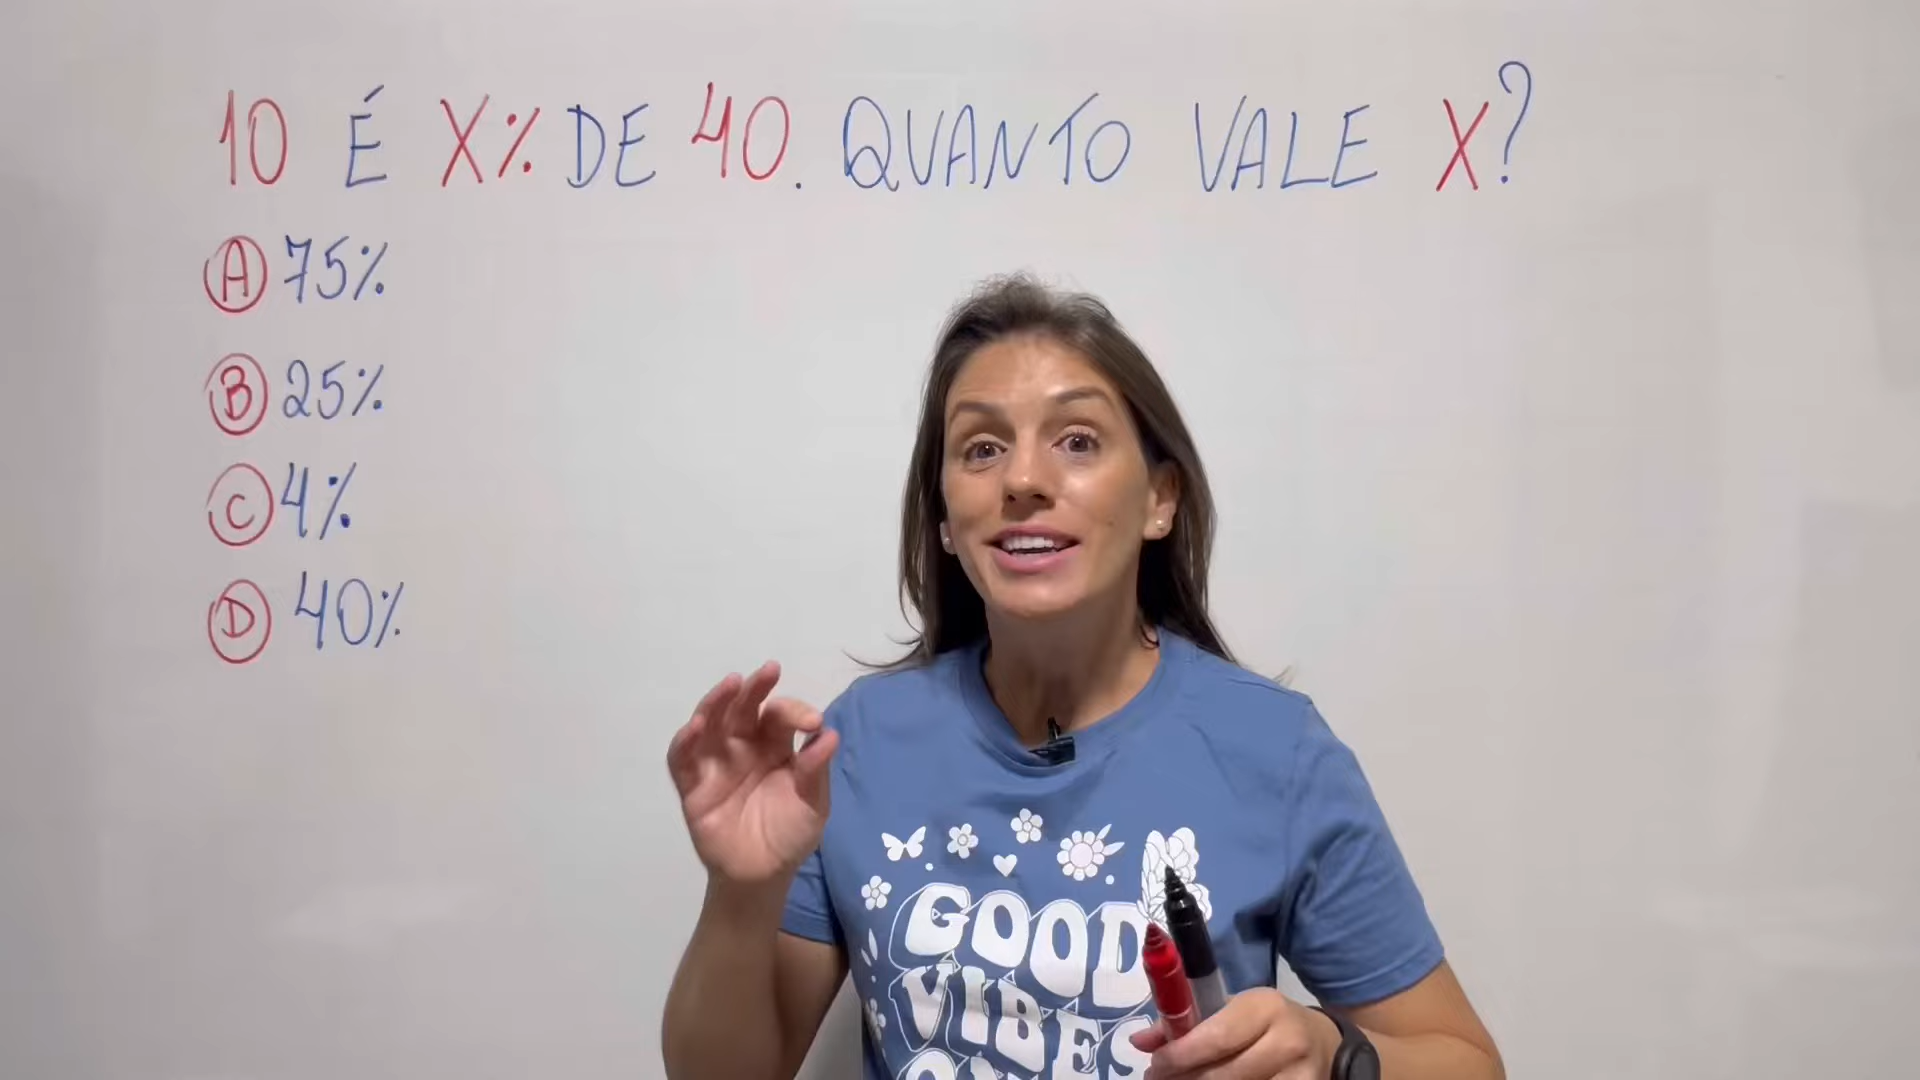 10 É X% DE 40. QUANTO VALE X?
A 75%
B 25%
C 4%
D 40%
GOOD
VIBES